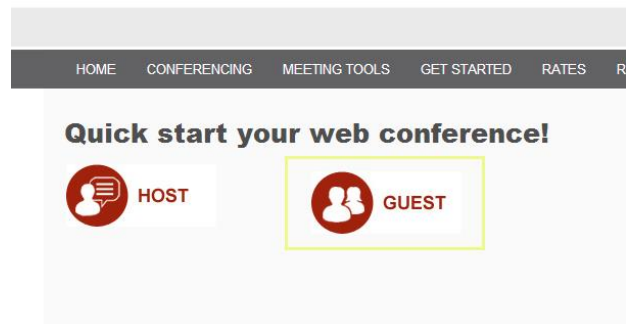 HOME CONFERENCING MEETING TOOLS GET STARTED RATES
Quick start your web conference!
HOST GUEST